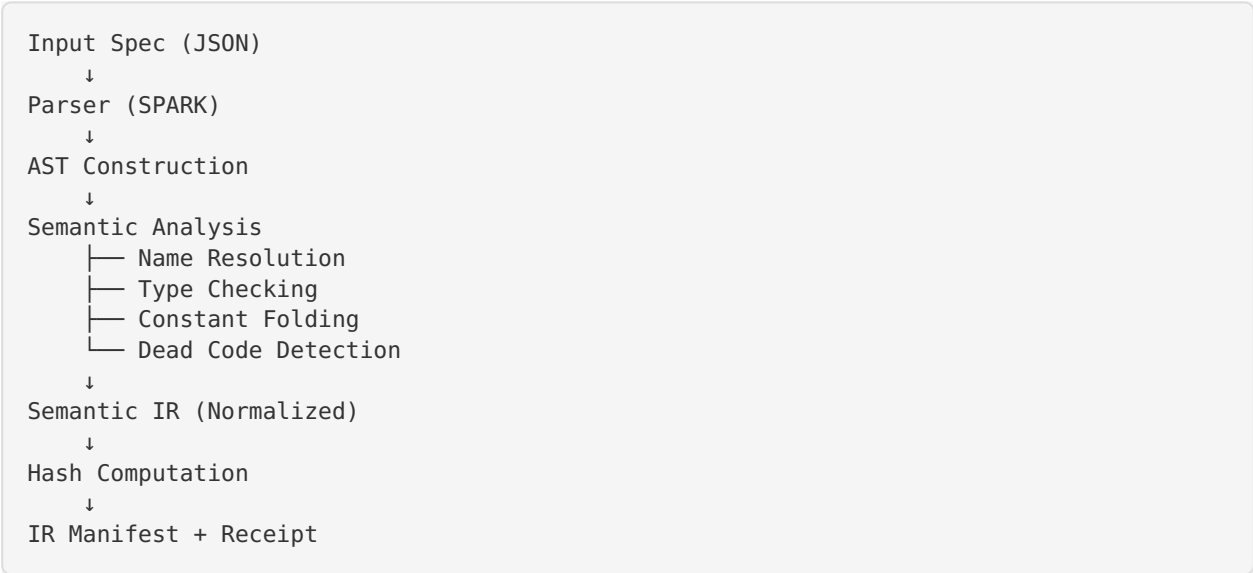 Input Spec (JSON)
↓
Parser (SPARK)
↓
AST Construction
↓
Semantic Analysis
├── Name Resolution
├── Type Checking
├── Constant Folding
└── Dead Code Detection
↓
Semantic IR (Normalized)
↓
Hash Computation
↓
IR Manifest + Receipt